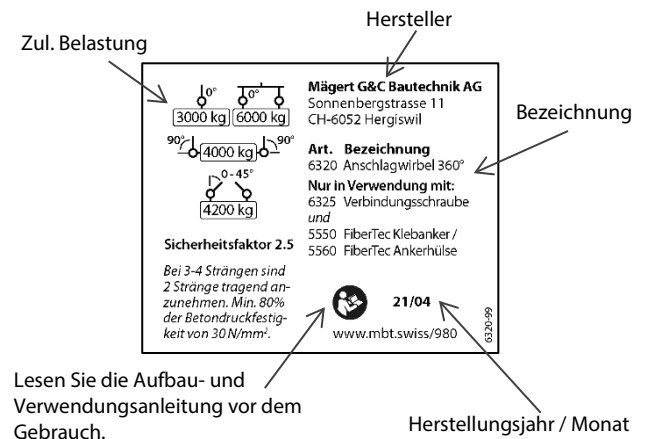 Hersteller
Zul. Belastung
Bezeichnung
0° 0°
3000 kg 6000 kg
90° 4000 kg 90°
0 - 45°
4200 kg
Sicherheitsfaktor 2.5
Bei 3-4 Strängen sind
2 Stränge tragend an-
zunehmen. Min. 80%
der Betondruckfestig-
keit von 30 N/mm².
Mägert G&C Bautechnik AG
Sonnenbergstrasse 11
CH-6052 Hergiswil
Art. Bezeichnung
6320 Anschlagwirbel 360°
Nur in Verwendung mit:
6325 Verbindungsschraube
und
5550 FiberTec Klebanker /
5560 FiberTec Ankerhülse
21/04
www.mbt.swiss/980
6320-99
Lesen Sie die Aufbau- und
Verwendungsanleitung vor dem
Gebrauch.
Herstellungsjahr / Monat